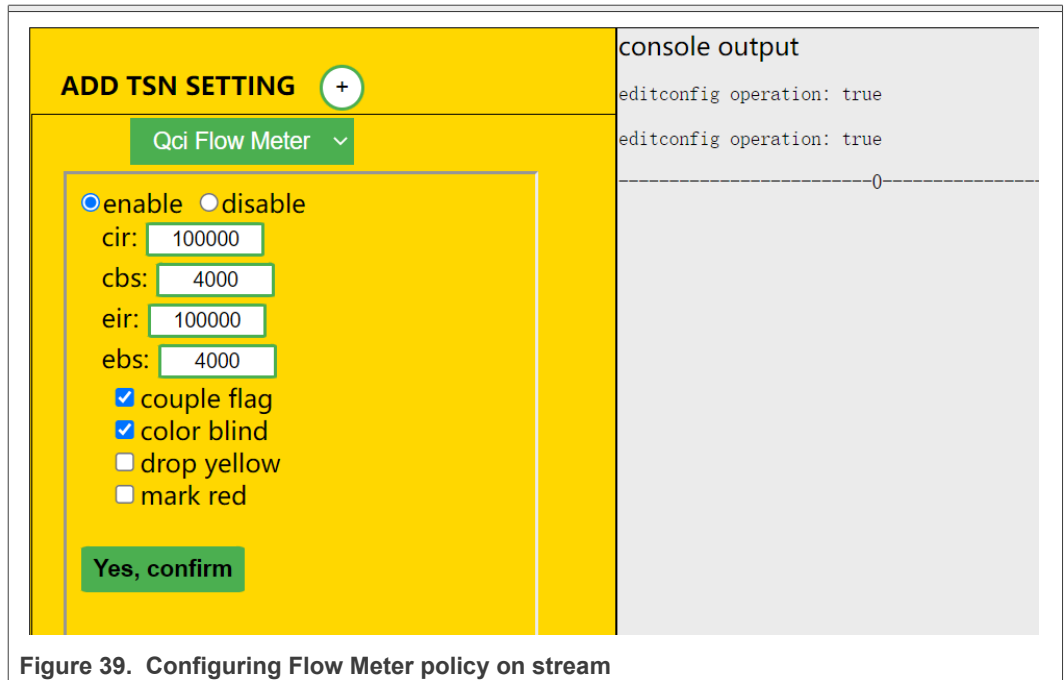 ADD TSN SETTING +
Qci Flow Meter
enable disable
cir: 100000
cbs: 4000
eir: 100000
ebs: 4000
couple flag
color blind
drop yellow
mark red
Yes, confirm
console output
editconfig operation: true
editconfig operation: true
-------------------------0----------------
Figure 39. Configuring Flow Meter policy on stream